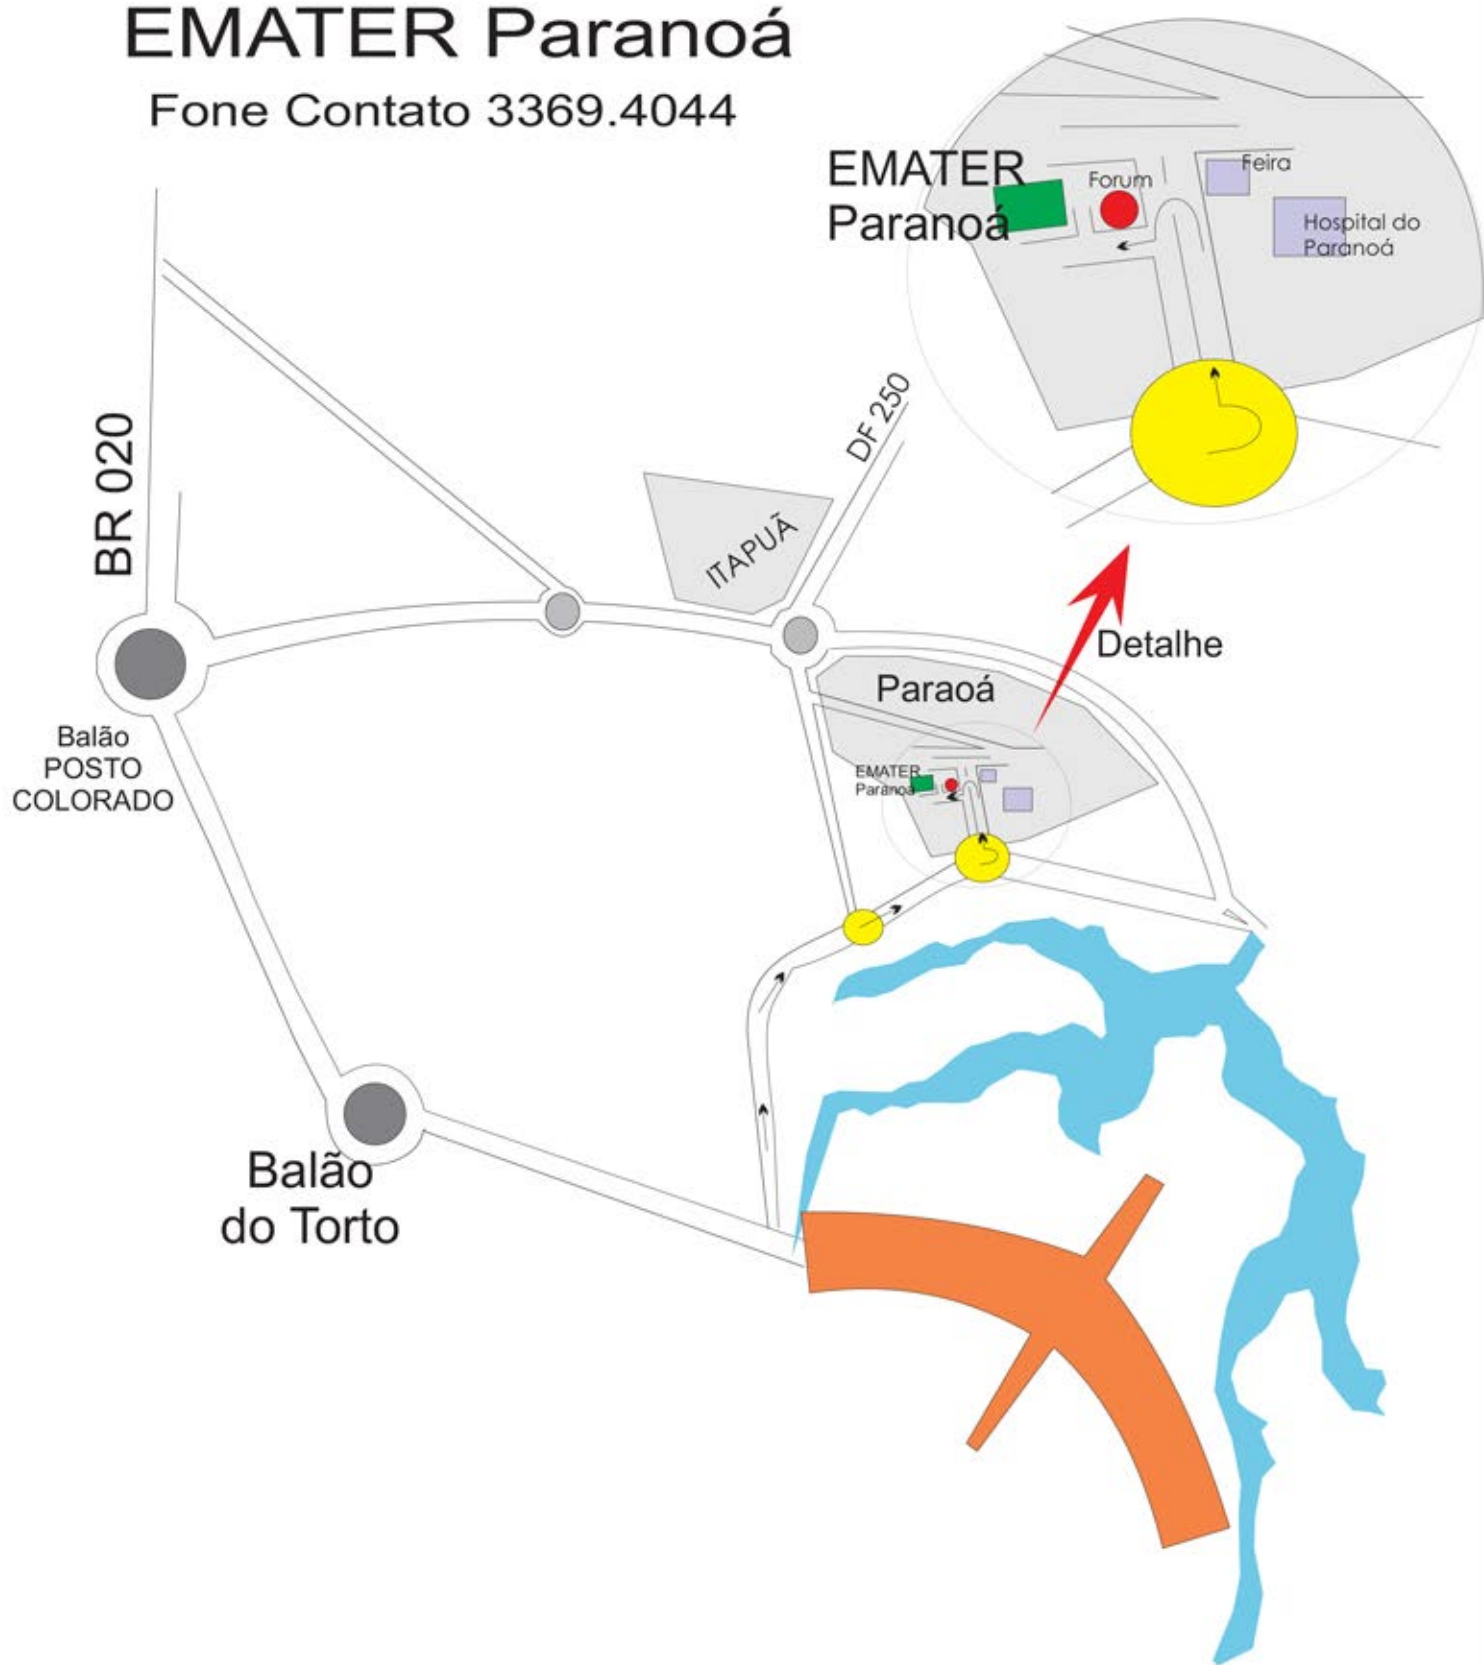 EMATER Paranoá
Fone Contato 3369.4044
EMATER
Paranoá
Forum
Feira
Hospital do
Paranoá
BR 020
DF 250
ITAPUÃ
Detalhe
Paraoá
Balão
POSTO
COLORADO
EMATER
Paranoá
Balão
do Torto